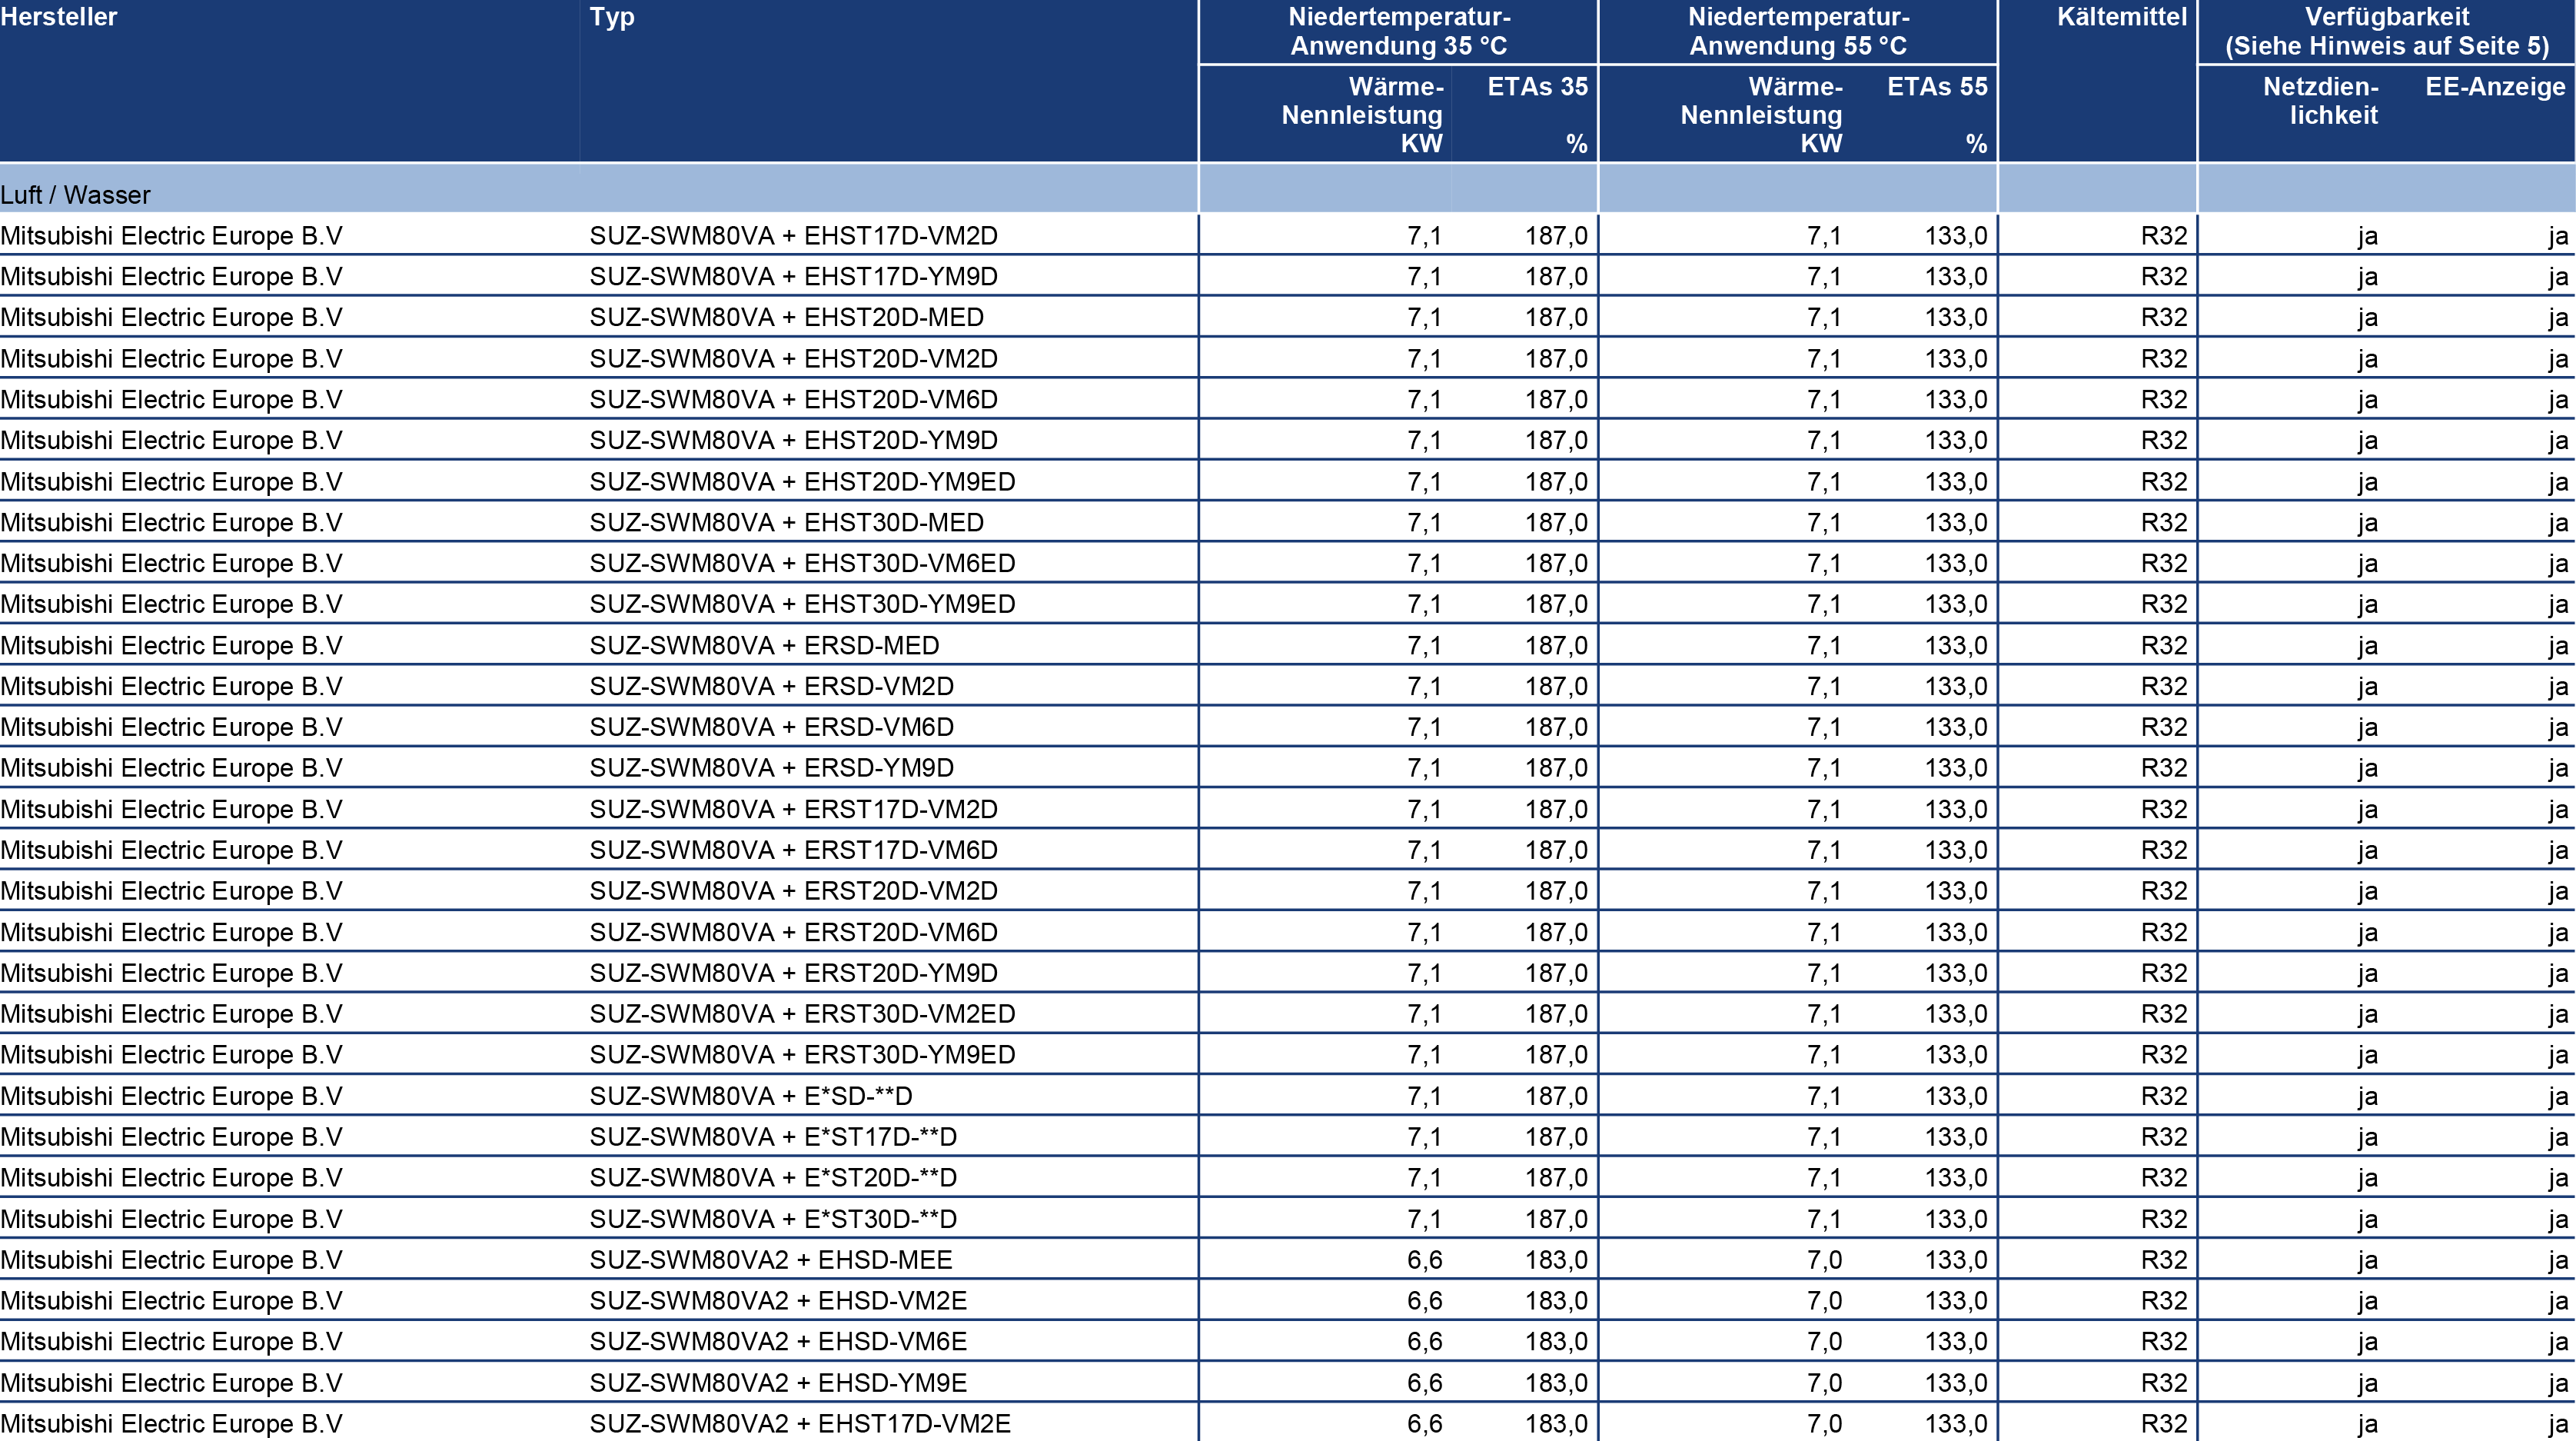 Hersteller Typ Niedertemperatur- Niedertemperatur- Kältemittel Verfügbarkeit
Anwendung 35 °C Anwendung 55 °C (Siehe Hinweis auf Seite 5)
Wärme- ETAs 35 Wärme- ETAs 55 Netzdien- EE-Anzeige
Nennleistung Nennleistung lichkeit
KW % KW %
Luft / Wasser
Mitsubishi Electric Europe B.V SUZ-SWM80VA + EHST17D-VM2D 7,1 187,0 7,1 133,0 R32 ja ja
Mitsubishi Electric Europe B.V SUZ-SWM80VA + EHST17D-YM9D 7,1 187,0 7,1 133,0 R32 ja ja
Mitsubishi Electric Europe B.V SUZ-SWM80VA + EHST20D-MED 7,1 187,0 7,1 133,0 R32 ja ja
Mitsubishi Electric Europe B.V SUZ-SWM80VA + EHST20D-VM2D 7,1 187,0 7,1 133,0 R32 ja ja
Mitsubishi Electric Europe B.V SUZ-SWM80VA + EHST20D-VM6D 7,1 187,0 7,1 133,0 R32 ja ja
Mitsubishi Electric Europe B.V SUZ-SWM80VA + EHST20D-YM9D 7,1 187,0 7,1 133,0 R32 ja ja
Mitsubishi Electric Europe B.V SUZ-SWM80VA + EHST20D-YM9ED 7,1 187,0 7,1 133,0 R32 ja ja
Mitsubishi Electric Europe B.V SUZ-SWM80VA + EHST30D-MED 7,1 187,0 7,1 133,0 R32 ja ja
Mitsubishi Electric Europe B.V SUZ-SWM80VA + EHST30D-VM6ED 7,1 187,0 7,1 133,0 R32 ja ja
Mitsubishi Electric Europe B.V SUZ-SWM80VA + EHST30D-YM9ED 7,1 187,0 7,1 133,0 R32 ja ja
Mitsubishi Electric Europe B.V SUZ-SWM80VA + ERSD-MED 7,1 187,0 7,1 133,0 R32 ja ja
Mitsubishi Electric Europe B.V SUZ-SWM80VA + ERSD-VM2D 7,1 187,0 7,1 133,0 R32 ja ja
Mitsubishi Electric Europe B.V SUZ-SWM80VA + ERSD-VM6D 7,1 187,0 7,1 133,0 R32 ja ja
Mitsubishi Electric Europe B.V SUZ-SWM80VA + ERSD-YM9D 7,1 187,0 7,1 133,0 R32 ja ja
Mitsubishi Electric Europe B.V SUZ-SWM80VA + ERST17D-VM2D 7,1 187,0 7,1 133,0 R32 ja ja
Mitsubishi Electric Europe B.V SUZ-SWM80VA + ERST17D-VM6D 7,1 187,0 7,1 133,0 R32 ja ja
Mitsubishi Electric Europe B.V SUZ-SWM80VA + ERST20D-VM2D 7,1 187,0 7,1 133,0 R32 ja ja
Mitsubishi Electric Europe B.V SUZ-SWM80VA + ERST20D-VM6D 7,1 187,0 7,1 133,0 R32 ja ja
Mitsubishi Electric Europe B.V SUZ-SWM80VA + ERST20D-YM9D 7,1 187,0 7,1 133,0 R32 ja ja
Mitsubishi Electric Europe B.V SUZ-SWM80VA + ERST30D-VM2ED 7,1 187,0 7,1 133,0 R32 ja ja
Mitsubishi Electric Europe B.V SUZ-SWM80VA + ERST30D-YM9ED 7,1 187,0 7,1 133,0 R32 ja ja
Mitsubishi Electric Europe B.V SUZ-SWM80VA + E*SD-**D 7,1 187,0 7,1 133,0 R32 ja ja
Mitsubishi Electric Europe B.V SUZ-SWM80VA + E*ST17D-**D 7,1 187,0 7,1 133,0 R32 ja ja
Mitsubishi Electric Europe B.V SUZ-SWM80VA + E*ST20D-**D 7,1 187,0 7,1 133,0 R32 ja ja
Mitsubishi Electric Europe B.V SUZ-SWM80VA + E*ST30D-**D 7,1 187,0 7,1 133,0 R32 ja ja
Mitsubishi Electric Europe B.V SUZ-SWM80VA2 + EHSD-MEE 6,6 183,0 7,0 133,0 R32 ja ja
Mitsubishi Electric Europe B.V SUZ-SWM80VA2 + EHSD-VM2E 6,6 183,0 7,0 133,0 R32 ja ja
Mitsubishi Electric Europe B.V SUZ-SWM80VA2 + EHSD-VM6E 6,6 183,0 7,0 133,0 R32 ja ja
Mitsubishi Electric Europe B.V SUZ-SWM80VA2 + EHSD-YM9E 6,6 183,0 7,0 133,0 R32 ja ja
Mitsubishi Electric Europe B.V SUZ-SWM80VA2 + EHST17D-VM2E 6,6 183,0 7,0 133,0 R32 ja ja